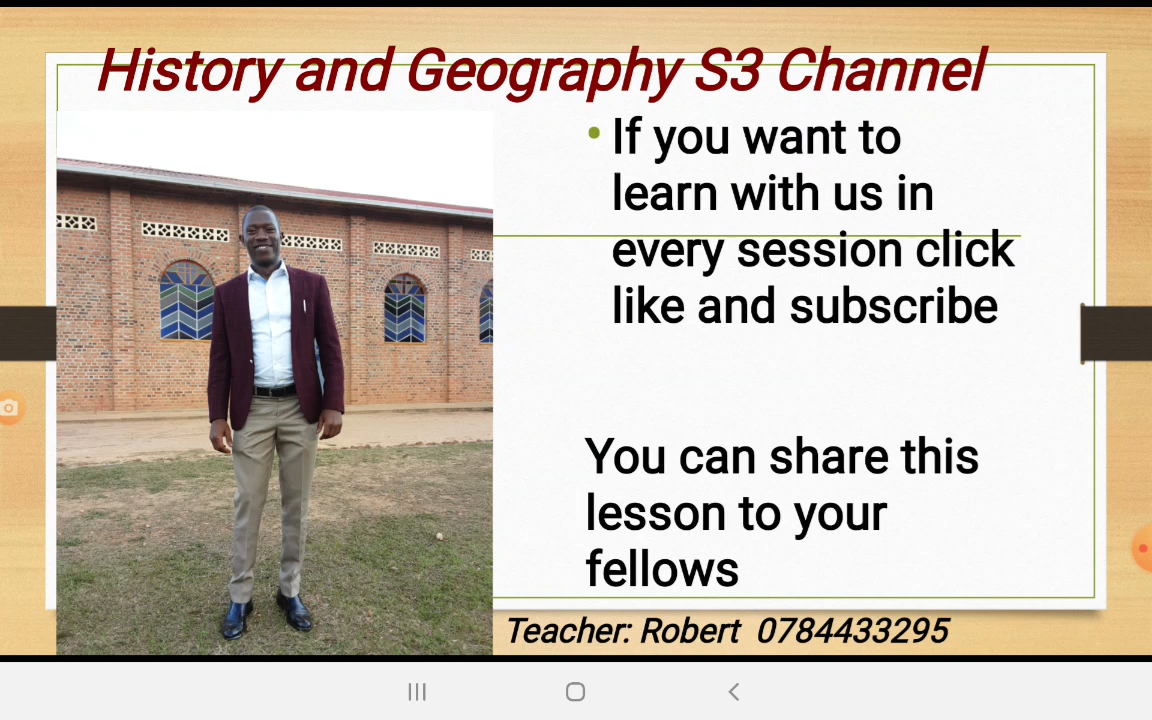 History and Geography S3 Channel
• If you want to
learn with us in
every session click
like and subscribe
You can share this
lesson to your
fellows
Teacher: Robert 0784433295